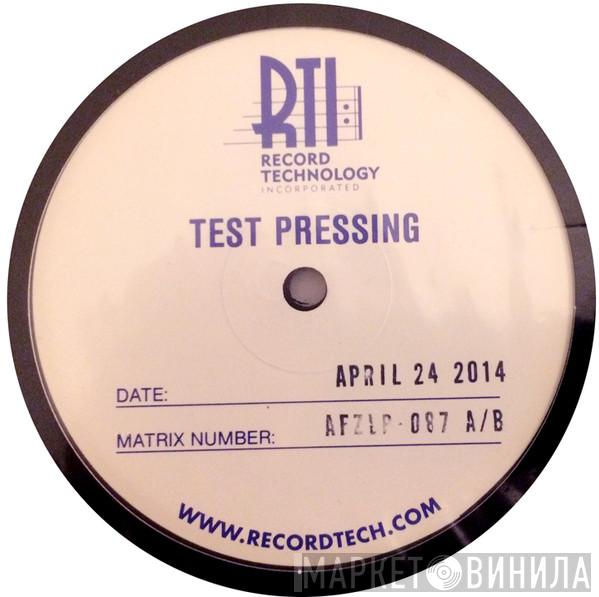 RTI
RECORD
TECHNOLOGY
INCORPORATED
TEST PRESSING
DATE: APRIL 24 2014
MATRIX NUMBER: AFZLP-087 A/B
WWW.RECORDTECH.COM
МАРКЕТ ВИНИЛА